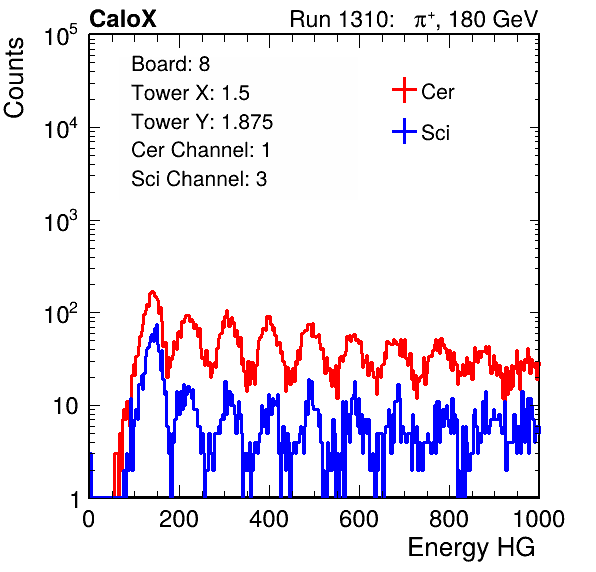 CaloX Run 1310: π⁺, 180 GeV
Counts
Board: 8
Tower X: 1.5
Tower Y: 1.875
Cer Channel: 1
Sci Channel: 3
Cer
Sci
10⁵
10⁴
10³
10²
10
1
0 200 400 600 800 1000
Energy HG